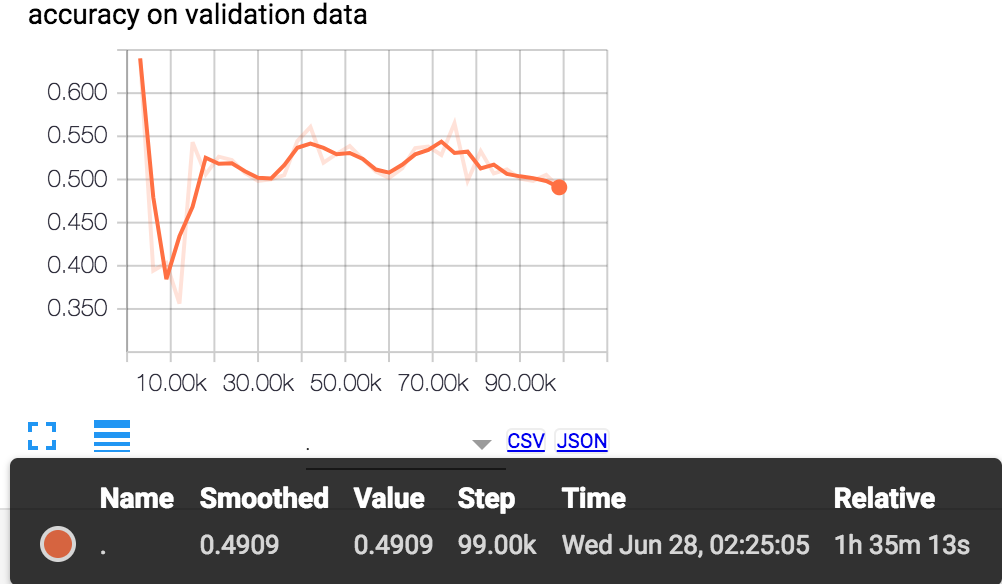 accuracy on validation data
0.600
0.550
0.500
0.450
0.400
0.350
10.00k 30.00k 50.00k 70.00k 90.00k
. CSV JSON
Name Smoothed Value Step Time Relative
. 0.4909 0.4909 99.00k Wed Jun 28, 02:25:05 1h 35m 13s